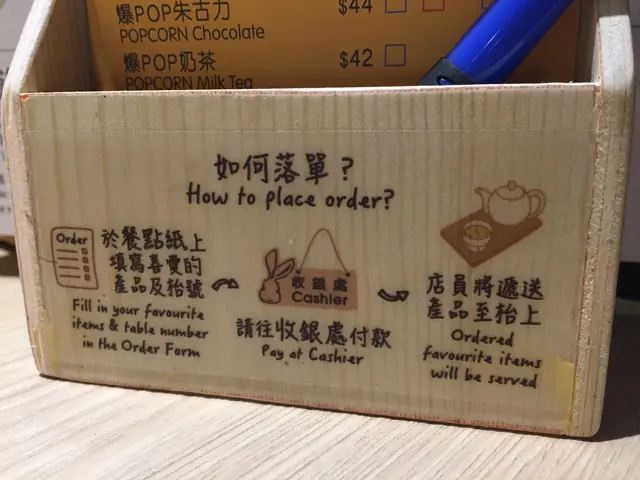 爆POP朱古力 $44
POPCORN Chocolate
爆POP奶茶 $42
POPCORN Milk Tea
如何落單？
How to place order?
Order
於餐點紙上
填寫喜愛的
產品及枱號
Fill in your favourite
items & table number
in the Order Form
收銀處
Cashier
請往收銀處付款
Pay at Cashier
店員將遞送
產品至枱上
Ordered
favourite items
will be served